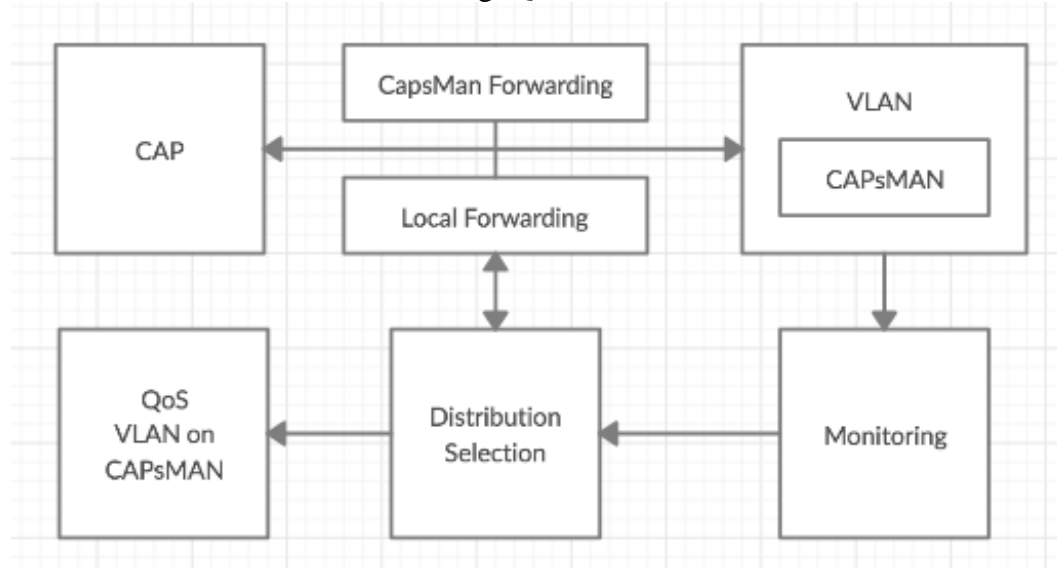 CapsMan Forwarding
VLAN
CAP
CAPsMAN
Local Forwarding
QoS
VLAN on
CAPsMAN
Distribution
Selection
Monitoring